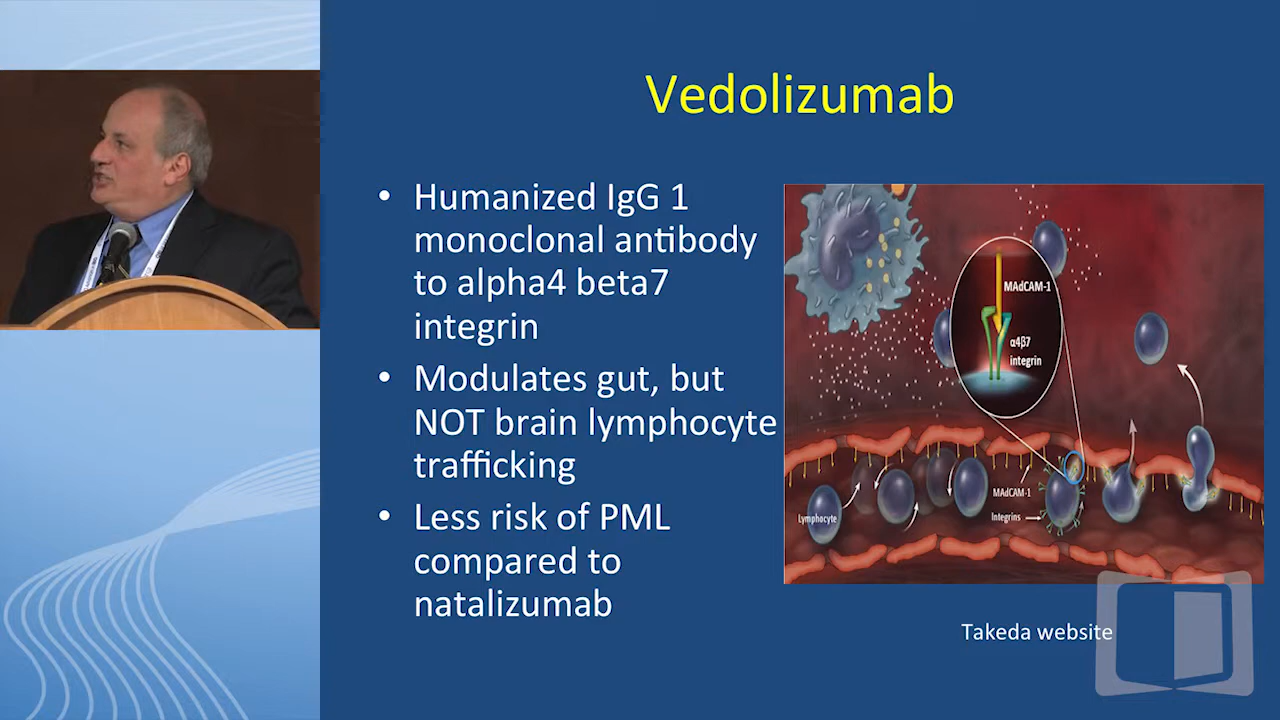 Vedolizumab
• Humanized IgG 1
monoclonal antibody
to alpha4 beta7
integrin
• Modulates gut, but
NOT brain lymphocyte
trafficking
• Less risk of PML
compared to
natalizumab
MAdCAM-1
α4β7
integrin
MAdCAM-1
Integrins
Lymphocyte
Takeda website